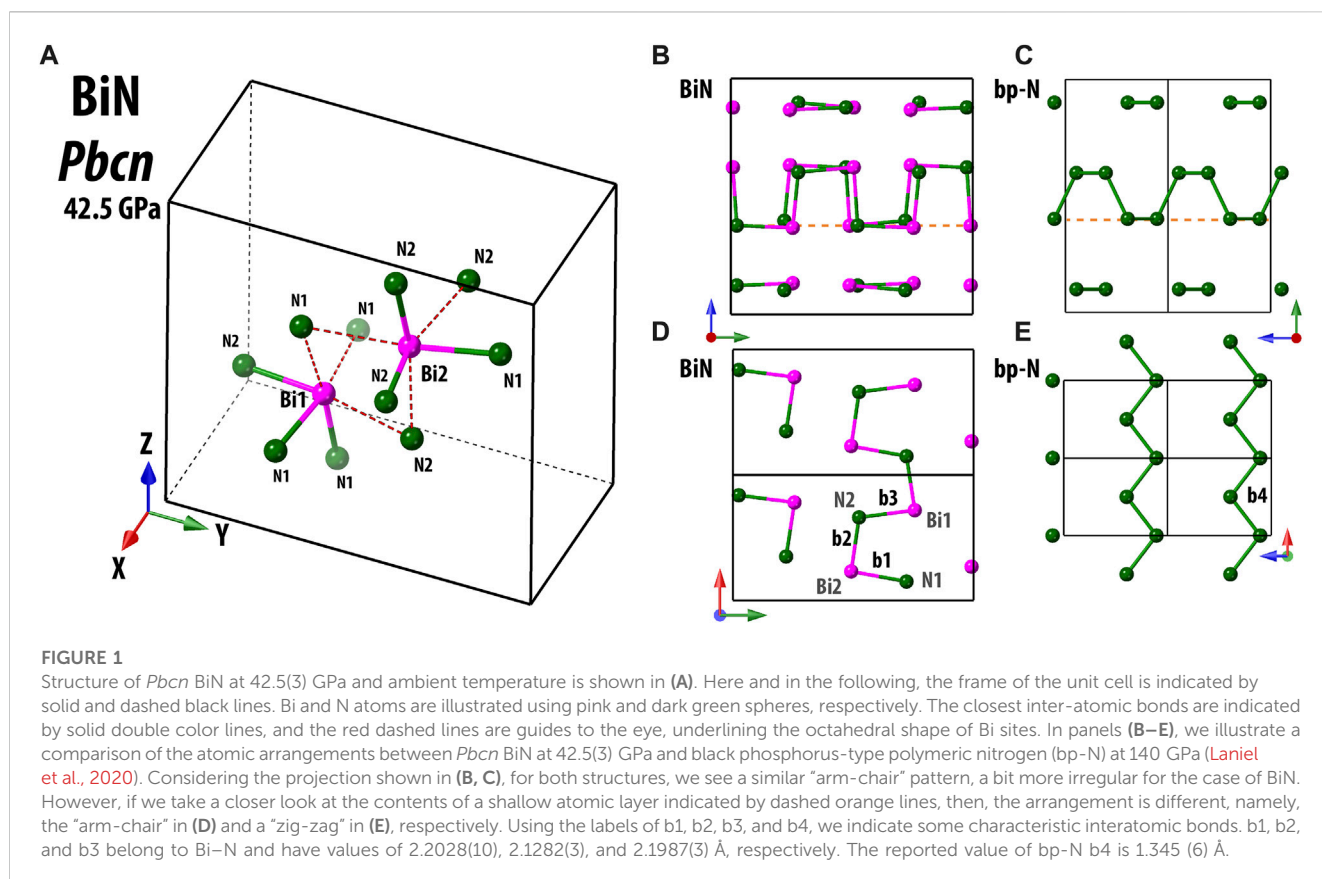 A
BiN
Pbcn
42.5 GPa
N2
N2
N1
N1
N2
Bi2
N1
N2
Bi1
N2
N1
N1
Z
Y
X
B
BiN
C
bp-N
D
BiN
N2
b3
Bi1
b2
b1
Bi2
N1
E
bp-N
b4
FIGURE 1
Structure of Pbcn BiN at 42.5(3) GPa and ambient temperature is shown in (A). Here and in the following, the frame of the unit cell is indicated by
solid and dashed black lines. Bi and N atoms are illustrated using pink and dark green spheres, respectively. The closest inter-atomic bonds are indicated
by solid double color lines, and the red dashed lines are guides to the eye, underlining the octahedral shape of Bi sites. In panels (B–E), we illustrate a
comparison of the atomic arrangements between Pbcn BiN at 42.5(3) GPa and black phosphorus-type polymeric nitrogen (bp-N) at 140 GPa (Laniel
et al., 2020). Considering the projection shown in (B, C), for both structures, we see a similar “arm-chair” pattern, a bit more irregular for the case of BiN.
However, if we take a closer look at the contents of a shallow atomic layer indicated by dashed orange lines, then, the arrangement is different, namely,
the “arm-chair” in (D) and a “zig-zag” in (E), respectively. Using the labels of b1, b2, b3, and b4, we indicate some characteristic interatomic bonds. b1, b2,
and b3 belong to Bi–N and have values of 2.2028(10), 2.1282(3), and 2.1987(3) Å, respectively. The reported value of bp-N b4 is 1.345 (6) Å.